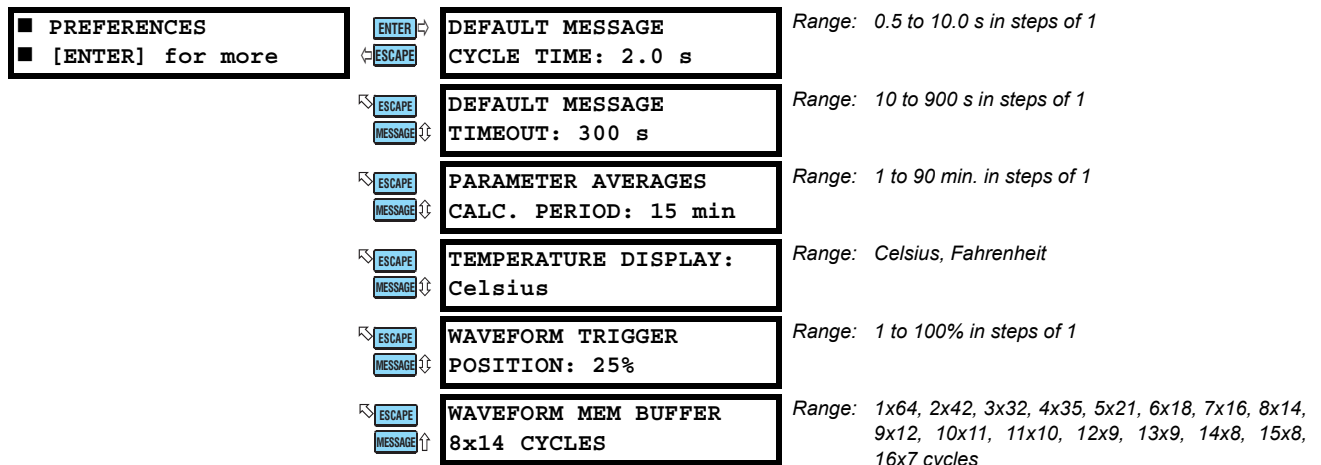 PREFERENCES
[ENTER] for more
ENTER
ESCAPE
DEFAULT MESSAGE
CYCLE TIME: 2.0 s
Range: 0.5 to 10.0 s in steps of 1
ESCAPE
MESSAGE
DEFAULT MESSAGE
TIMEOUT: 300 s
Range: 10 to 900 s in steps of 1
ESCAPE
MESSAGE
PARAMETER AVERAGES
CALC. PERIOD: 15 min
Range: 1 to 90 min. in steps of 1
ESCAPE
MESSAGE
TEMPERATURE DISPLAY:
Celsius
Range: Celsius, Fahrenheit
ESCAPE
MESSAGE
WAVEFORM TRIGGER
POSITION: 25%
Range: 1 to 100% in steps of 1
ESCAPE
MESSAGE
WAVEFORM MEM BUFFER
8x14 CYCLES
Range: 1x64, 2x42, 3x32, 4x35, 5x21, 6x18, 7x16, 8x14,
9x12, 10x11, 11x10, 12x9, 13x9, 14x8, 15x8,
16x7 cycles